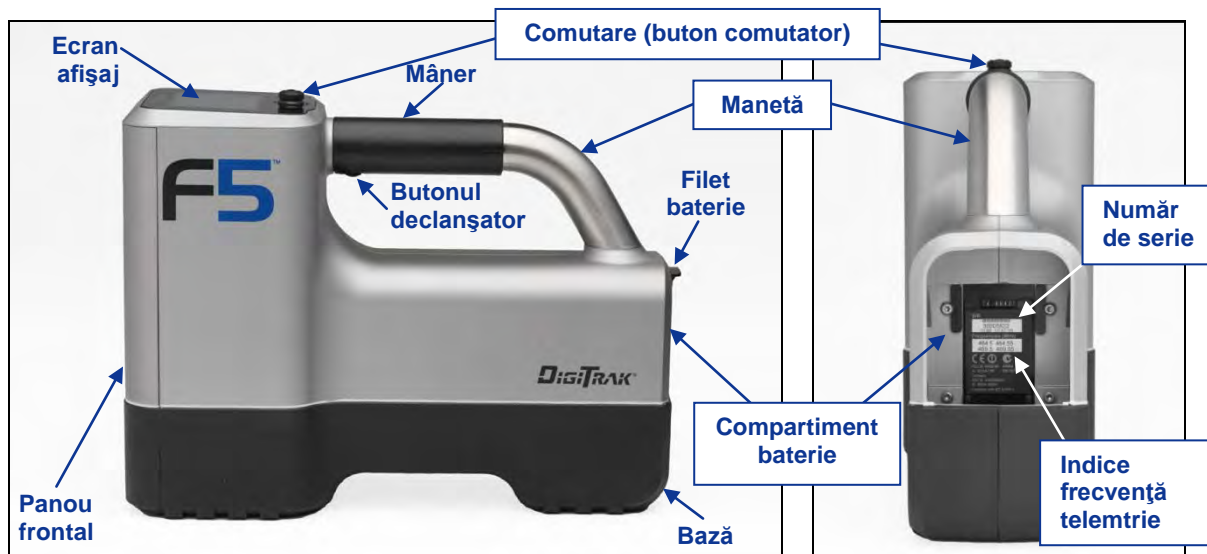 Comutare (buton comutator)
Ecran
afişaj
Mâner
Manetă
F5™
Butonul
declanşator
Filet
baterie
Număr
de serie
DIGITRAK®
Compartiment
baterie
Panou
frontal
Bază
Indice
frecvenţă
telemtrie